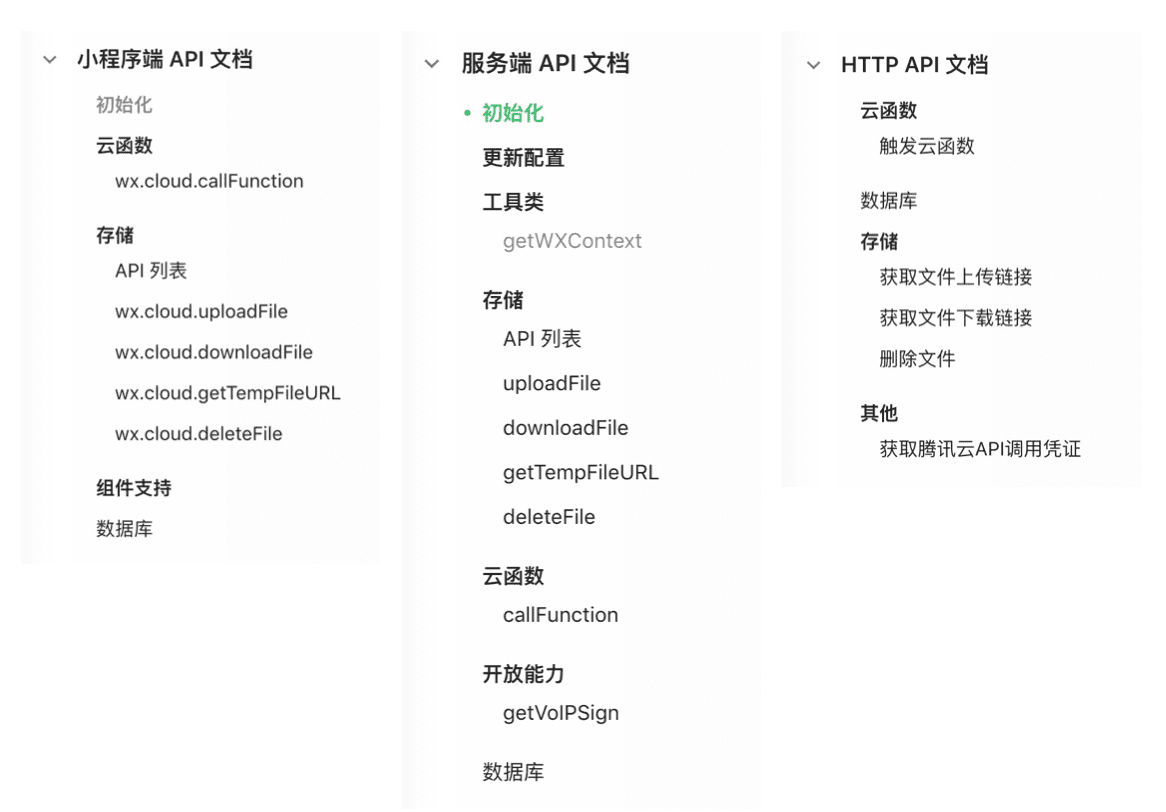 小程序端 API 文档
初始化
云函数
wx.cloud.callFunction
存储
API 列表
wx.cloud.uploadFile
wx.cloud.downloadFile
wx.cloud.getTempFileURL
wx.cloud.deleteFile
组件支持
数据库
服务端 API 文档
初始化
更新配置
工具类
getWXContext
存储
API 列表
uploadFile
downloadFile
getTempFileURL
deleteFile
云函数
callFunction
开放能力
getVoIPSign
数据库
HTTP API 文档
云函数
触发云函数
数据库
存储
获取文件上传链接
获取文件下载链接
删除文件
其他
获取腾讯云API调用凭证